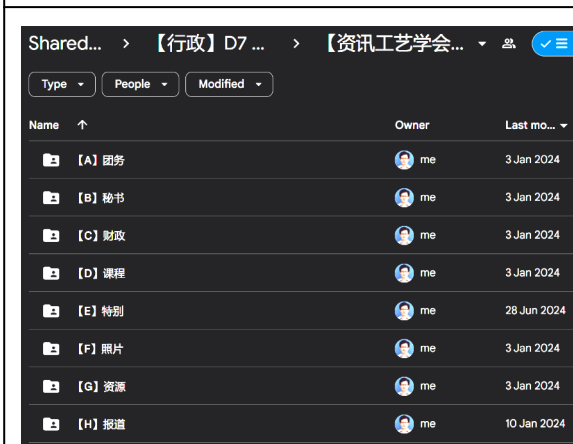 Shared... > 【行政】D7 ... > 【资讯工艺学会...
Type People Modified
Name Owner Last mo...
【A】团务 me 3 Jan 2024
【B】秘书 me 3 Jan 2024
【C】财政 me 3 Jan 2024
【D】课程 me 3 Jan 2024
【E】特别 me 28 Jun 2024
【F】照片 me 3 Jan 2024
【G】资源 me 3 Jan 2024
【H】报道 me 10 Jan 2024